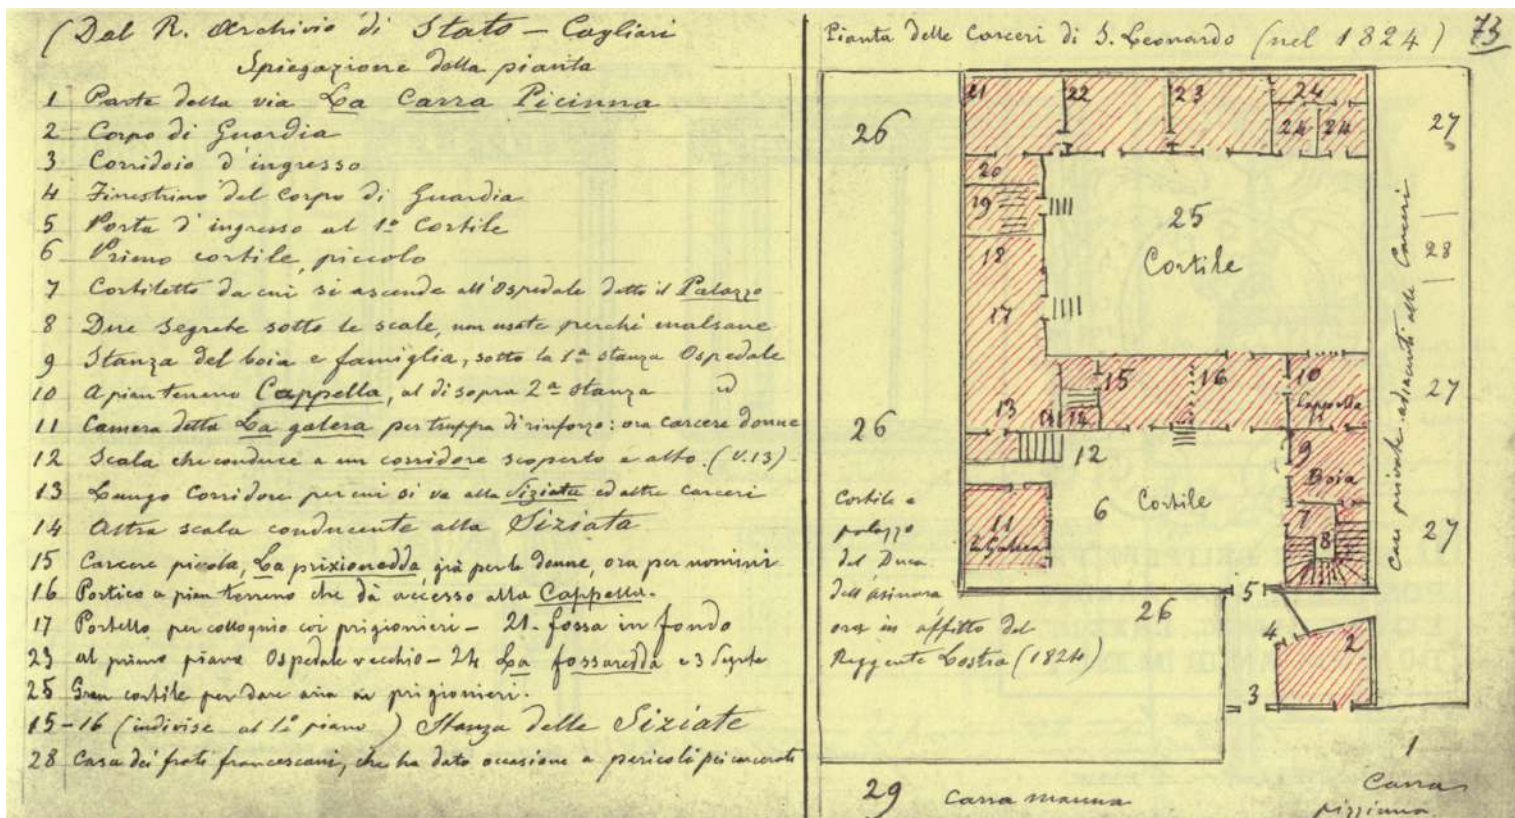 (Dal R. Archivio di Stato - Cagliari
Spiegazione della pianta
1 Parte della via La Carra Picinna
2 Corpo di Guardia
3 Corridoio d'ingresso
4 Finestrino del Corpo di Guardia
5 Porta d'ingresso al 1º Cortile
6 Primo cortile, piccolo
7 Cortiletto da cui si ascende all'Ospedale detto il Palazzo
8 Due segrete sotto le scale, non usate perchè malsane
9 Stanza del boia e famiglia, sotto la 1ª stanza Ospedale
10 A pian terreno Cappella, al di sopra 2ª stanza id
11 Camera detta La galera per truppa di rinforzo: ora carcere donne
12 Scala che conduce a un corridore scoperto e alto. (V. 13)
13 Lungo Corridore per cui si va alla Siziata ed altre carceri
14 Altra scala conducente alla Siziata
15 Carcere piccola, La prixionedda, già per le donne, ora per uomini
16 Portico a pian terreno che dà accesso alla Cappella.
17 Portello per colloquio coi prigionieri - 21. fossa in fondo
23 al primo piano Ospedale vecchio - 24 La fossaredda e 3 Segrete
25 Gran cortile per dare aria ai prigionieri.
15-16 (indivise al 1º piano) Stanza delle Siziate
28 Casa dei frati francescani, che ha dato occasione a pericoli pei carcerati
Pianta delle Carceri di S. Leonardo (nel 1824) 73
21 22 23 24
24 24
26
27
20
19
25
Cortile
18
28
17
Case private adiacenti alle Carceri
15 16 10
Cappella
27
13 14
26
12
9
Boia
6 Cortile
11
La Galera
7
8
27
Cortile e
palazzo
del Duca
dell'Asinara
ora in affitto del
Reggente Lostia (1824)
5
26
4
2
3
1
Carra
pizzinna
29 Carra manna